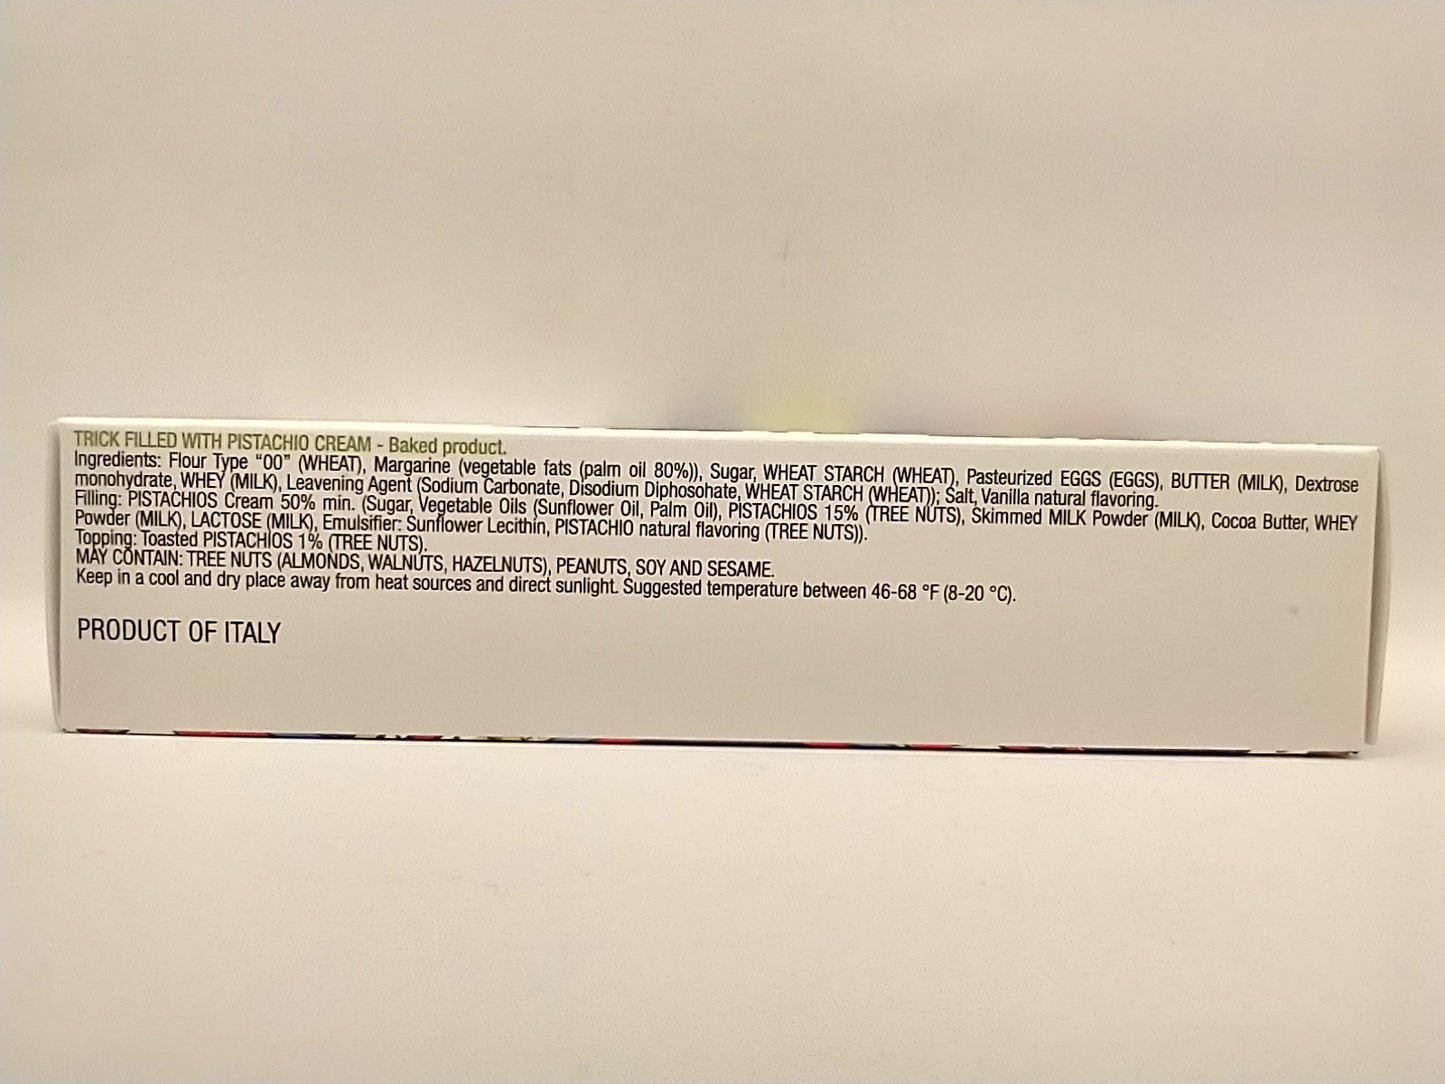 TRICK FILLED WITH PISTACHIO CREAM - Baked product.
Ingredients: Flour Type “00” (WHEAT), Margarine (vegetable fats (palm oil 80%)), Sugar, WHEAT STARCH (WHEAT), Pasteurized EGGS (EGGS), BUTTER (MILK), Dextrose
monohydrate, WHEY (MILK), Leavening Agent (Sodium Carbonate, Disodium Diphosohate, WHEAT STARCH (WHEAT)); Salt, Vanilla natural flavoring.
Filling: PISTACHIOS Cream 50% min. (Sugar, Vegetable Oils (Sunflower Oil, Palm Oil), PISTACHIOS 15% (TREE NUTS), Skimmed MILK Powder (MILK), Cocoa Butter, WHEY
Powder (MILK), LACTOSE (MILK), Emulsifier: Sunflower Lecithin, PISTACHIO natural flavoring (TREE NUTS)).
Topping: Toasted PISTACHIOS 1% (TREE NUTS).
MAY CONTAIN: TREE NUTS (ALMONDS, WALNUTS, HAZELNUTS), PEANUTS, SOY AND SESAME.
Keep in a cool and dry place away from heat sources and direct sunlight. Suggested temperature between 46-68 °F (8-20 °C).
PRODUCT OF ITALY